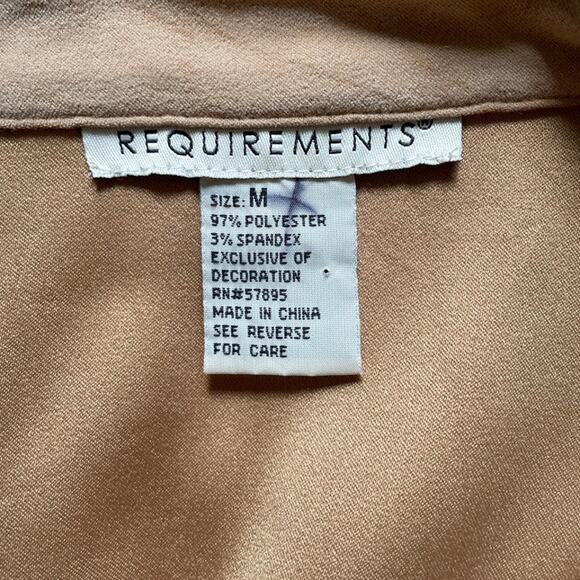 REQUIREMENTS®
SIZE: M
97% POLYESTER
3% SPANDEX
EXCLUSIVE OF
DECORATION
RN#57895
MADE IN CHINA
SEE REVERSE
FOR CARE